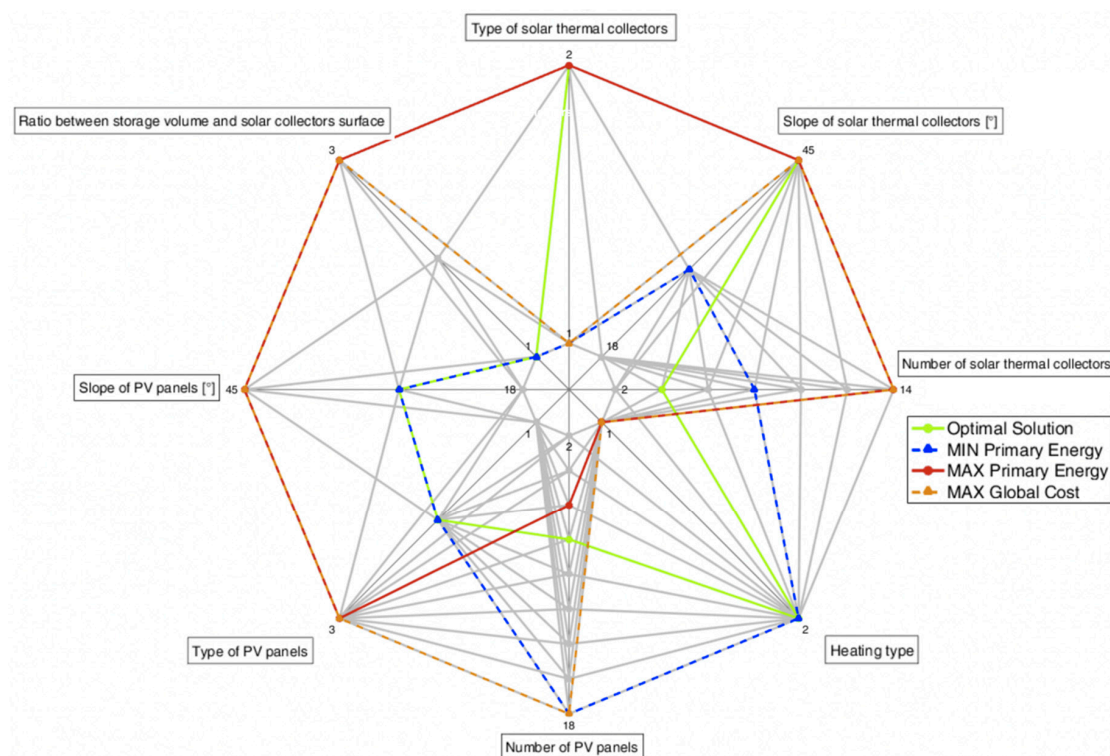 Type of solar thermal collectors
2
Ratio between storage volume and solar collectors surface
Slope of solar thermal collectors [°]
3
45
1
1
18
Slope of PV panels [°]
45
18
2
14
Number of solar thermal collectors
1
2
1
Optimal Solution
MIN Primary Energy
MAX Primary Energy
MAX Global Cost
Type of PV panels
3
2
Heating type
18
Number of PV panels